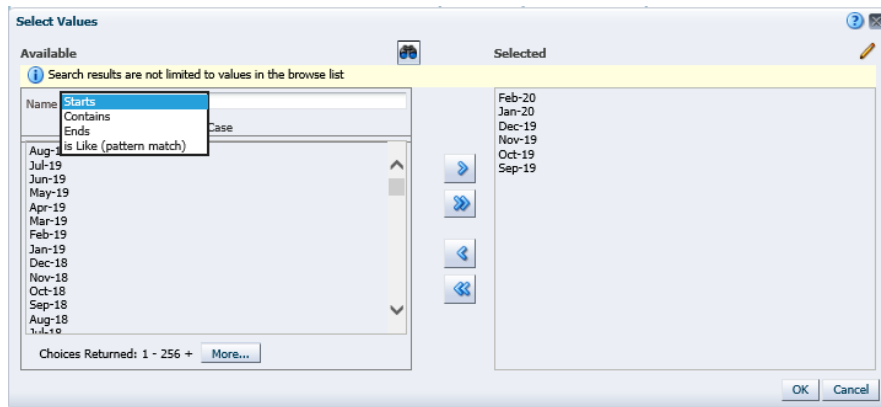 Select Values
Available
Selected
Search results are not limited to values in the browse list
Name
Starts
Contains
Ends
is Like (pattern match)
Case
Jul-19
Jun-19
May-19
Apr-19
Mar-19
Feb-19
Jan-19
Dec-18
Nov-18
Oct-18
Sep-18
Aug-18
Choices Returned: 1 - 256 + More...
Feb-20
Jan-20
Dec-19
Nov-19
Oct-19
Sep-19
OK Cancel